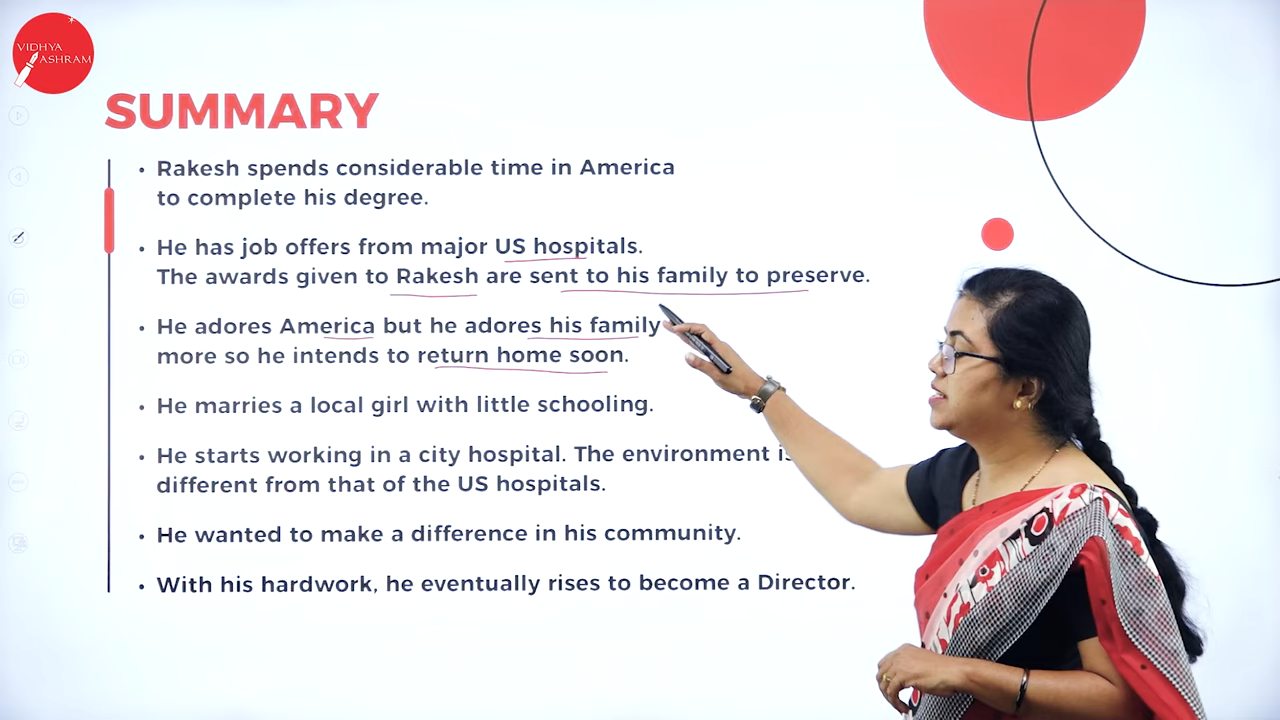 VIDHYA
ASHRAM
SUMMARY
• Rakesh spends considerable time in America
to complete his degree.
• He has job offers from major US hospitals.
The awards given to Rakesh are sent to his family to preserve.
• He adores America but he adores his family
more so he intends to return home soon.
• He marries a local girl with little schooling.
• He starts working in a city hospital. The environment is
different from that of the US hospitals.
• He wanted to make a difference in his community.
• With his hardwork, he eventually rises to become a Director.